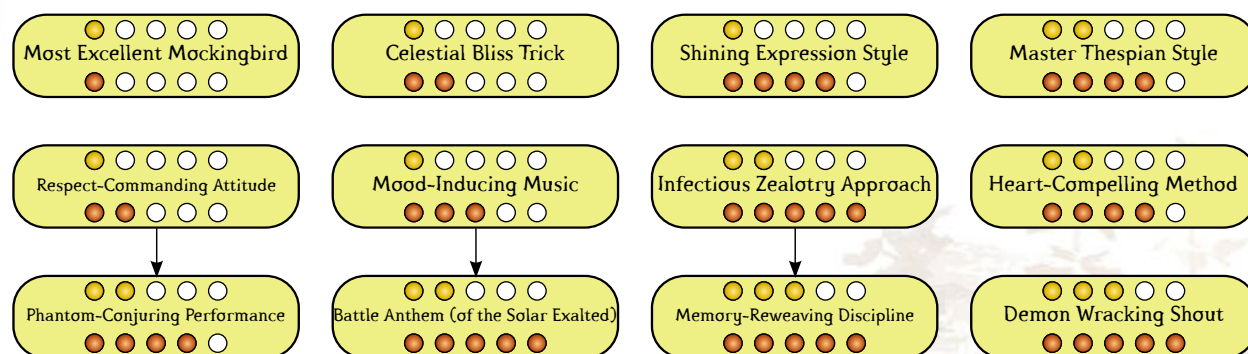 Most Excellent Mockingbird
Celestial Bliss Trick
Shining Expression Style
Master Thespian Style
Respect-Commanding Attitude
Mood-Inducing Music
Infectious Zealotry Approach
Heart-Compelling Method
Phantom-Conjuring Performance
Battle Anthem (of the Solar Exalted)
Memory-Reweaving Discipline
Demon Wracking Shout